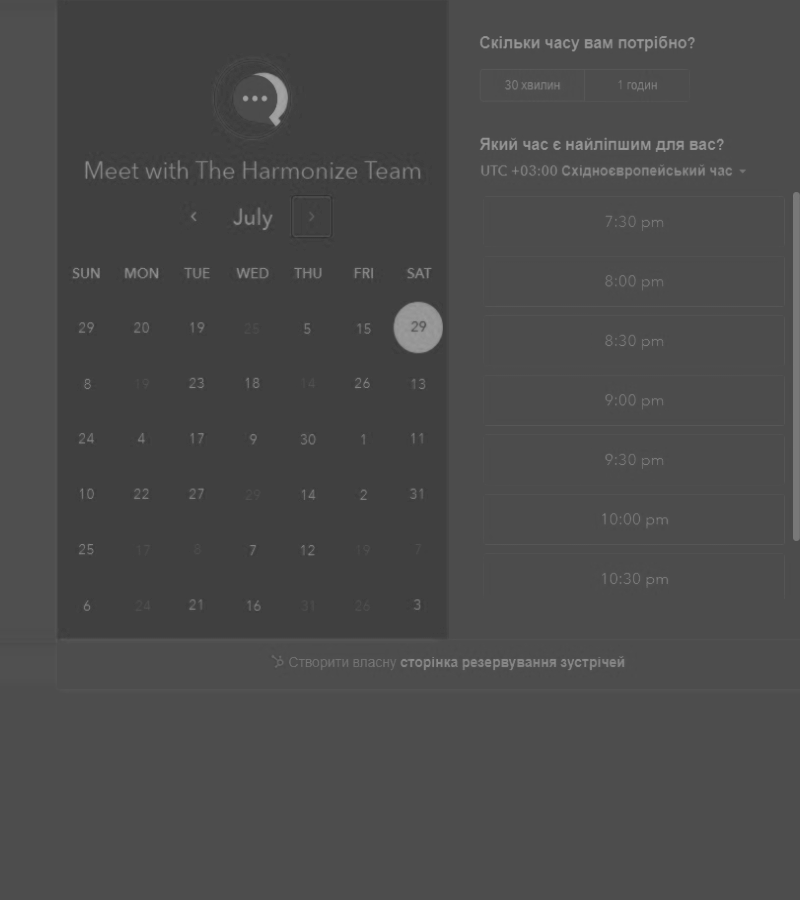 Meet with The Harmonize Team
July
SUN MON TUE WED THU FRI SAT
29 20 19 25 5 15 29
8 19 23 18 14 26 13
24 4 17 9 30 1 11
10 22 27 29 14 2 31
25 17 8 7 12 19 7
6 24 21 16 31 26 3
Скільки часу вам потрібно?
30 хвилин 1 годин
Який час є найліпшим для вас?
UTC +03:00 Східноєвропейський час
7:30 pm
8:00 pm
8:30 pm
9:00 pm
9:30 pm
10:00 pm
10:30 pm
Створити власну сторінка резервування зустрічей